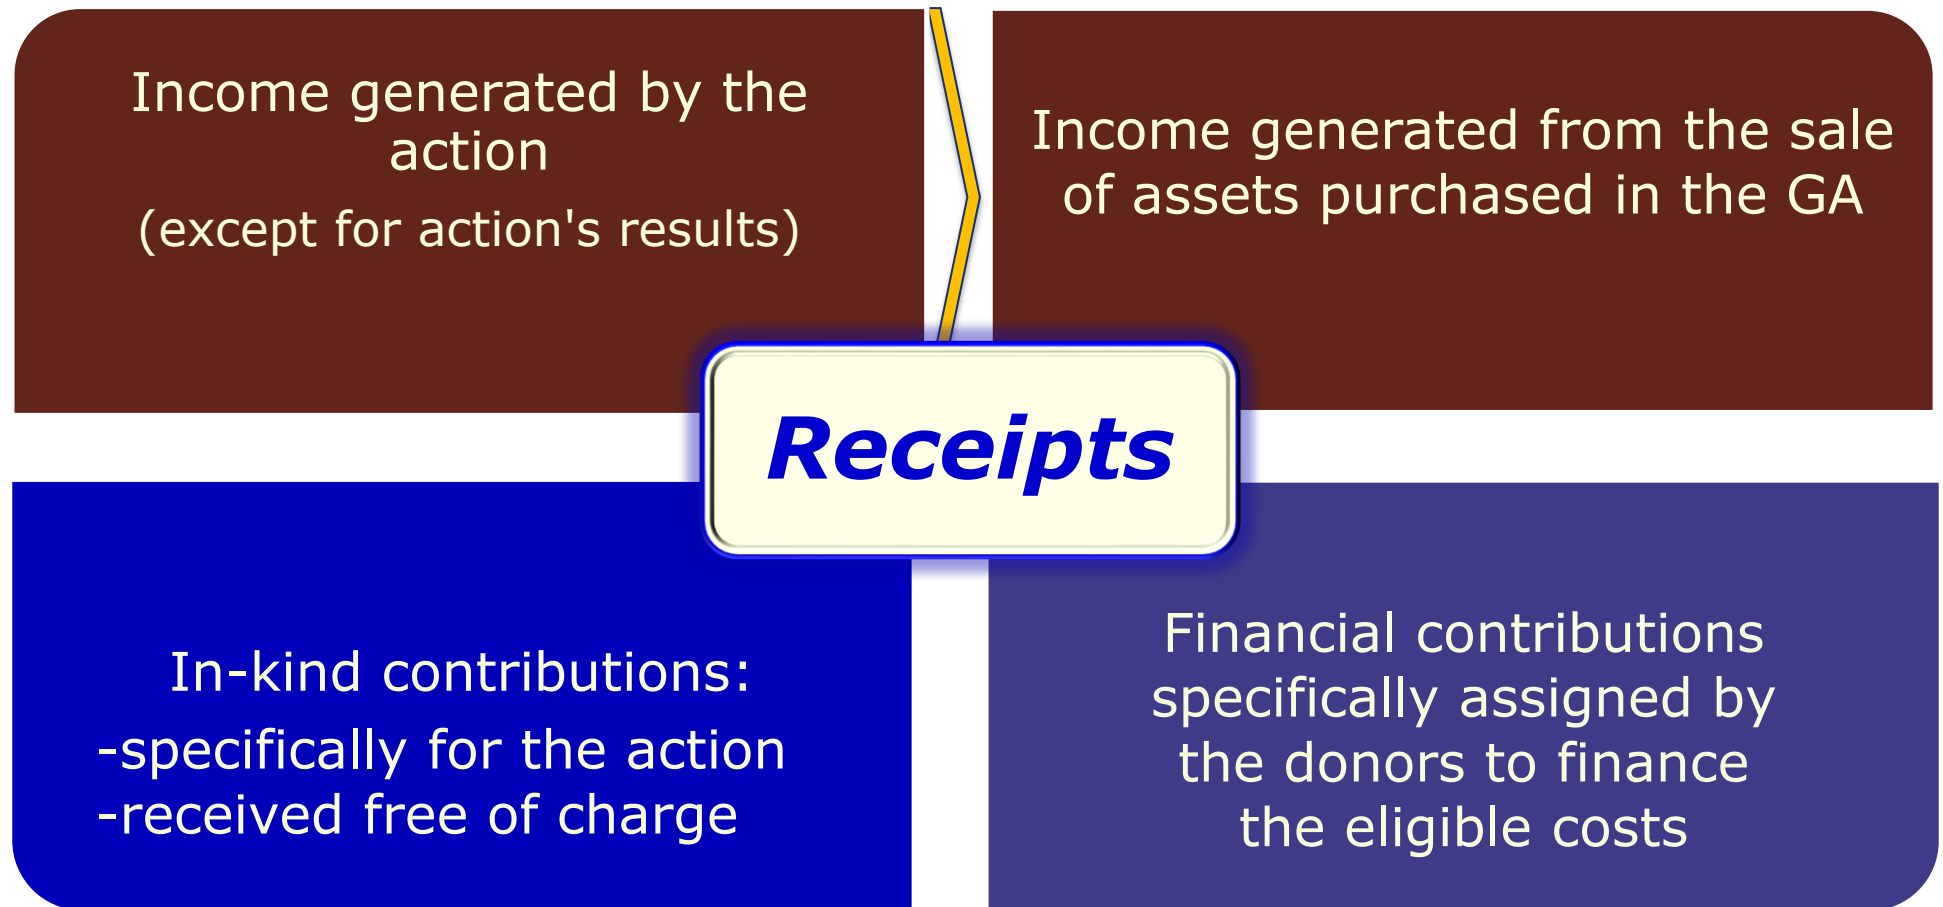 Income generated by the
action
(except for action's results)
Income generated from the sale
of assets purchased in the GA
Receipts
In-kind contributions:
-specifically for the action
-received free of charge
Financial contributions
specifically assigned by
the donors to finance
the eligible costs